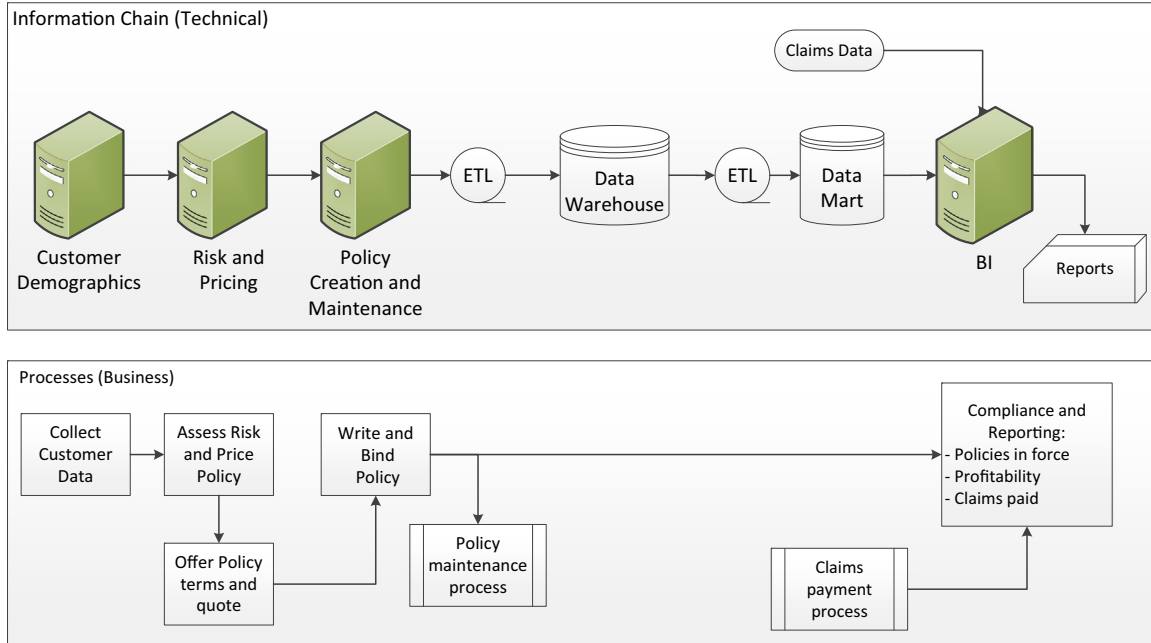 Information Chain (Technical)
Claims Data
ETL
Data
Warehouse
ETL
Data
Mart
Customer
Demographics
Risk and
Pricing
Policy
Creation and
Maintenance
BI
Reports
Processes (Business)
Collect
Customer
Data
Assess Risk
and Price
Policy
Write and
Bind
Policy
Compliance and
Reporting:
- Policies in force
- Profitability
- Claims paid
Offer Policy
terms and
quote
Policy
maintenance
process
Claims
payment
process